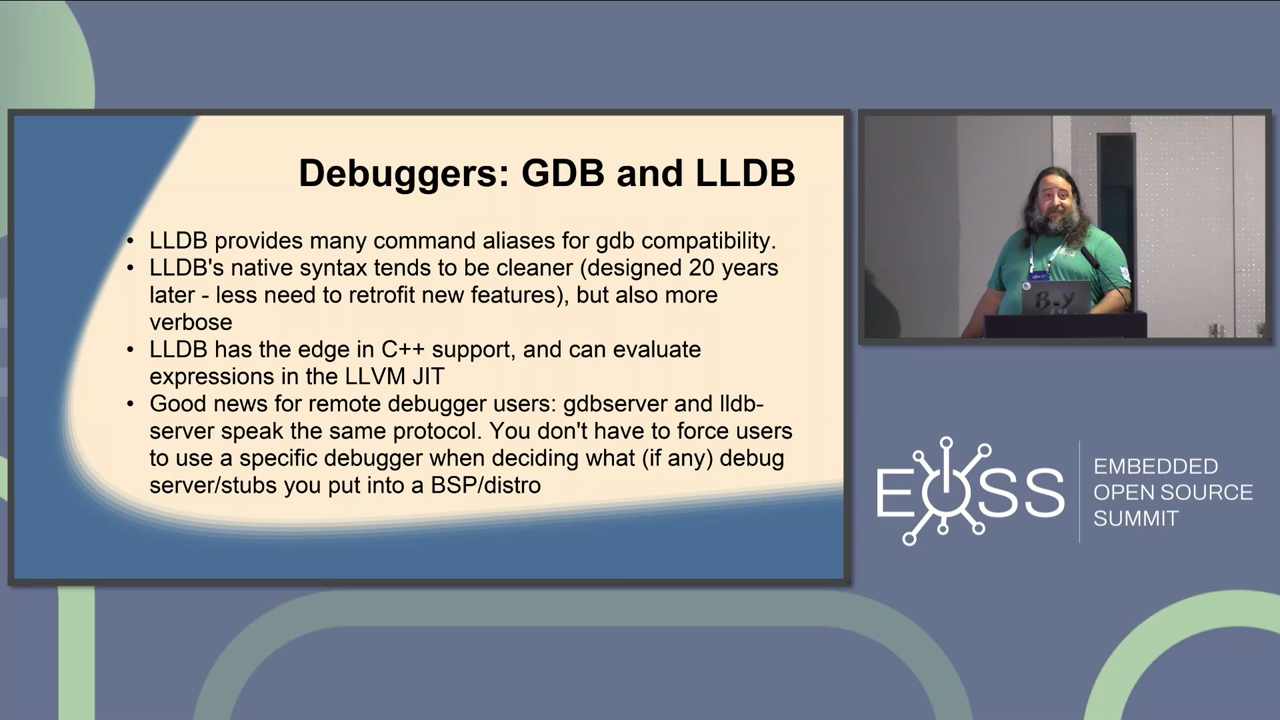 Debuggers: GDB and LLDB
• LLDB provides many command aliases for gdb compatibility.
• LLDB's native syntax tends to be cleaner (designed 20 years
later - less need to retrofit new features), but also more
verbose
• LLDB has the edge in C++ support, and can evaluate
expressions in the LLVM JIT
• Good news for remote debugger users: gdbserver and lldb-
server speak the same protocol. You don't have to force users
to use a specific debugger when deciding what (if any) debug
server/stubs you put into a BSP/distro
EOSS
EMBEDDED
OPEN SOURCE
SUMMIT